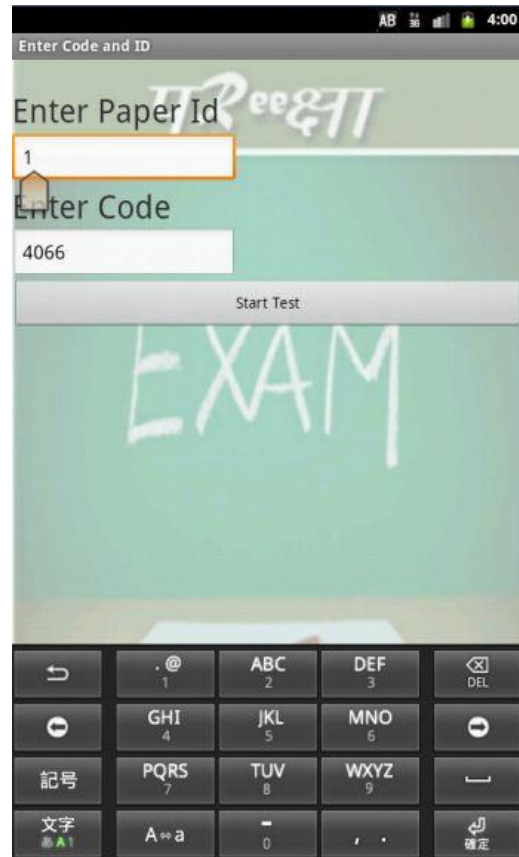 AB 3G 4:00
Enter Code and ID
परीeeक्षा
Enter Paper Id
1
Enter Code
4066
Start Test
EXAM
. @ ABC DEF
1 2 3 DEL
GHI JKL MNO
4 5 6
記号 PQRS TUV WXYZ
7 8 9
文字 A⇔a - , .
あA1 0 確定